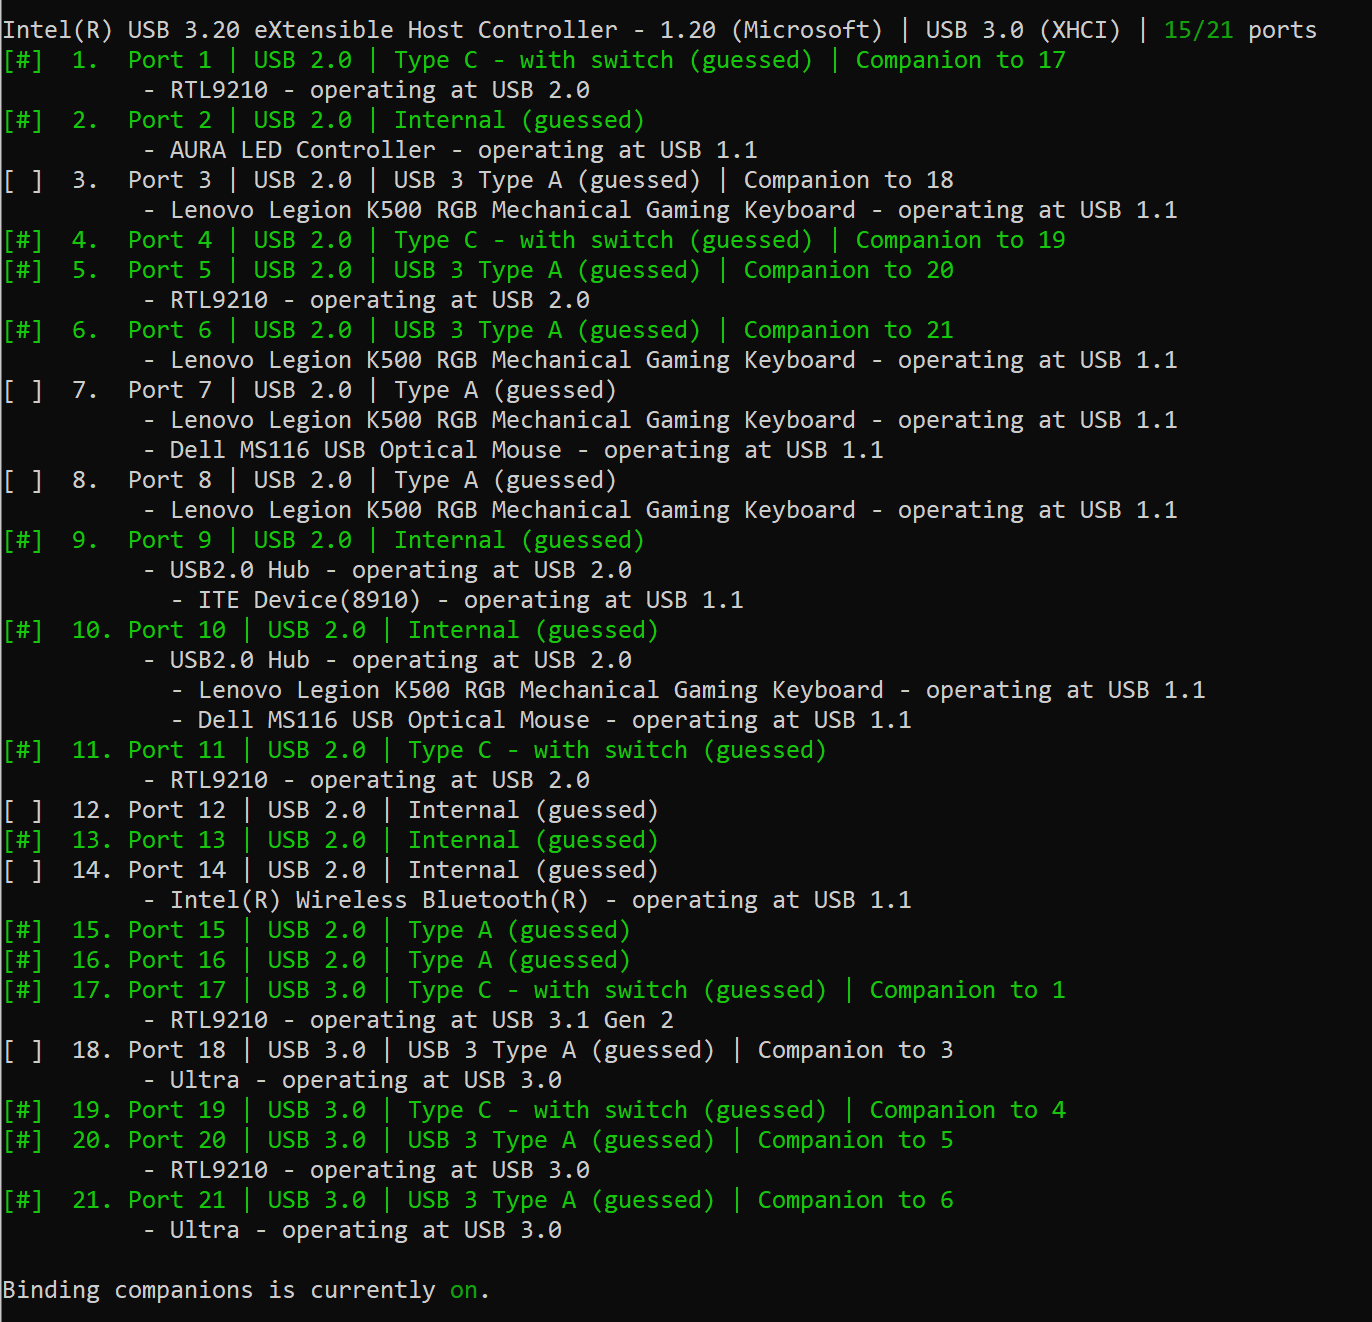 Intel(R) USB 3.20 eXtensible Host Controller - 1.20 (Microsoft) | USB 3.0 (XHCI) | 15/21 ports
[#]  1.  Port 1 | USB 2.0 | Type C - with switch (guessed) | Companion to 17
          - RTL9210 - operating at USB 2.0
[#]  2.  Port 2 | USB 2.0 | Internal (guessed)
          - AURA LED Controller - operating at USB 1.1
[ ]  3.  Port 3 | USB 2.0 | USB 3 Type A (guessed) | Companion to 18
          - Lenovo Legion K500 RGB Mechanical Gaming Keyboard - operating at USB 1.1
[#]  4.  Port 4 | USB 2.0 | Type C - with switch (guessed) | Companion to 19
[#]  5.  Port 5 | USB 2.0 | USB 3 Type A (guessed) | Companion to 20
          - RTL9210 - operating at USB 2.0
[#]  6.  Port 6 | USB 2.0 | USB 3 Type A (guessed) | Companion to 21
          - Lenovo Legion K500 RGB Mechanical Gaming Keyboard - operating at USB 1.1
[ ]  7.  Port 7 | USB 2.0 | Type A (guessed)
          - Lenovo Legion K500 RGB Mechanical Gaming Keyboard - operating at USB 1.1
          - Dell MS116 USB Optical Mouse - operating at USB 1.1
[ ]  8.  Port 8 | USB 2.0 | Type A (guessed)
          - Lenovo Legion K500 RGB Mechanical Gaming Keyboard - operating at USB 1.1
[#]  9.  Port 9 | USB 2.0 | Internal (guessed)
          - USB2.0 Hub - operating at USB 2.0
            - ITE Device(8910) - operating at USB 1.1
[#]  10. Port 10 | USB 2.0 | Internal (guessed)
          - USB2.0 Hub - operating at USB 2.0
            - Lenovo Legion K500 RGB Mechanical Gaming Keyboard - operating at USB 1.1
            - Dell MS116 USB Optical Mouse - operating at USB 1.1
[#]  11. Port 11 | USB 2.0 | Type C - with switch (guessed)
          - RTL9210 - operating at USB 2.0
[ ]  12. Port 12 | USB 2.0 | Internal (guessed)
[#]  13. Port 13 | USB 2.0 | Internal (guessed)
[ ]  14. Port 14 | USB 2.0 | Internal (guessed)
          - Intel(R) Wireless Bluetooth(R) - operating at USB 1.1
[#]  15. Port 15 | USB 2.0 | Type A (guessed)
[#]  16. Port 16 | USB 2.0 | Type A (guessed)
[#]  17. Port 17 | USB 3.0 | Type C - with switch (guessed) | Companion to 1
          - RTL9210 - operating at USB 3.1 Gen 2
[ ]  18. Port 18 | USB 3.0 | USB 3 Type A (guessed) | Companion to 3
          - Ultra - operating at USB 3.0
[#]  19. Port 19 | USB 3.0 | Type C - with switch (guessed) | Companion to 4
[#]  20. Port 20 | USB 3.0 | USB 3 Type A (guessed) | Companion to 5
          - RTL9210 - operating at USB 3.0
[#]  21. Port 21 | USB 3.0 | USB 3 Type A (guessed) | Companion to 6
          - Ultra - operating at USB 3.0
Binding companions is currently on.